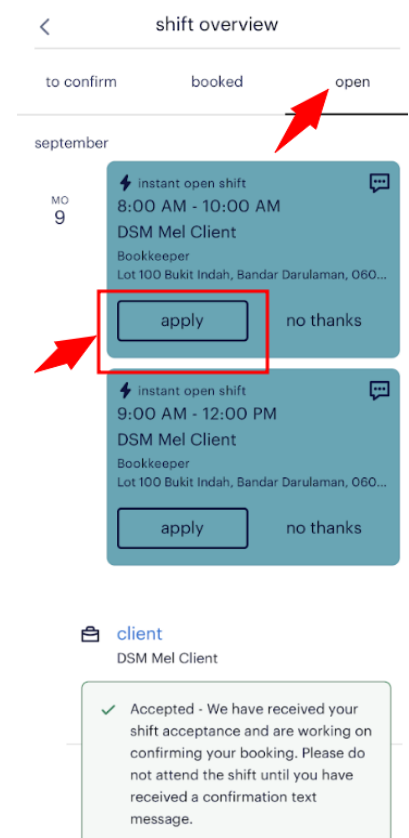 shift overview
to confirm booked open
september
MO
9
instant open shift
8:00 AM - 10:00 AM
DSM Mel Client
Bookkeeper
Lot 100 Bukit Indah, Bandar Darulaman, 060...
apply no thanks
instant open shift
9:00 AM - 12:00 PM
DSM Mel Client
Bookkeeper
Lot 100 Bukit Indah, Bandar Darulaman, 060...
apply no thanks
client
DSM Mel Client
Accepted - We have received your
shift acceptance and are working on
confirming your booking. Please do
not attend the shift until you have
received a confirmation text
message.